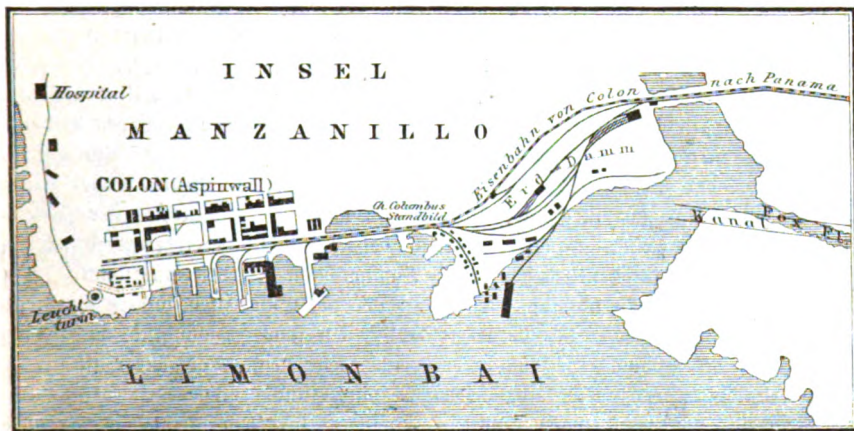 INSEL
MANZANILLO
Hospital
COLON (Aspinwall)
Ch. Columbus
Standbild
Eisenbahn von Colon
nach Panama
Erd-Damm
Kanal
Fox
Leucht
turm
LIMON BAI